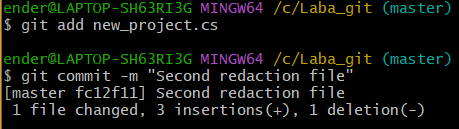 ender@LAPTOP-SH63RI3G MINGW64 /c/Laba_git (master)
$ git add new_project.cs
ender@LAPTOP-SH63RI3G MINGW64 /c/Laba_git (master)
$ git commit -m "Second redaction file"
[master fc12f11] Second redaction file
 1 file changed, 3 insertions(+), 1 deletion(-)